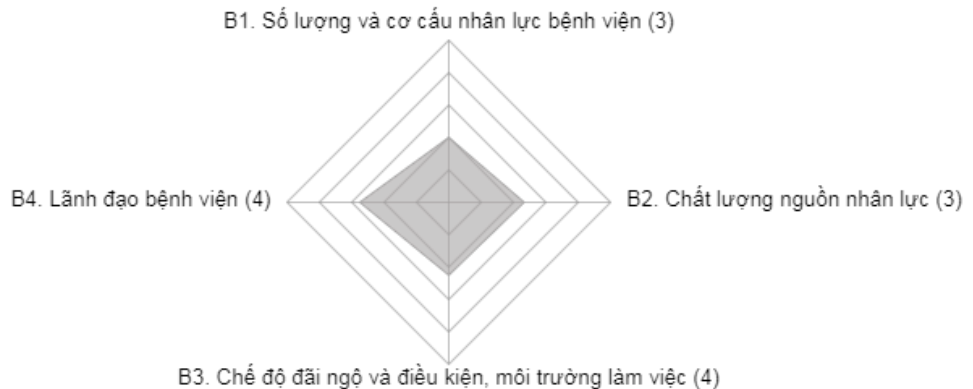 B1. Số lượng và cơ cấu nhân lực bệnh viện (3)
B4. Lãnh đạo bệnh viện (4)
B2. Chất lượng nguồn nhân lực (3)
B3. Chế độ đãi ngộ và điều kiện, môi trường làm việc (4)